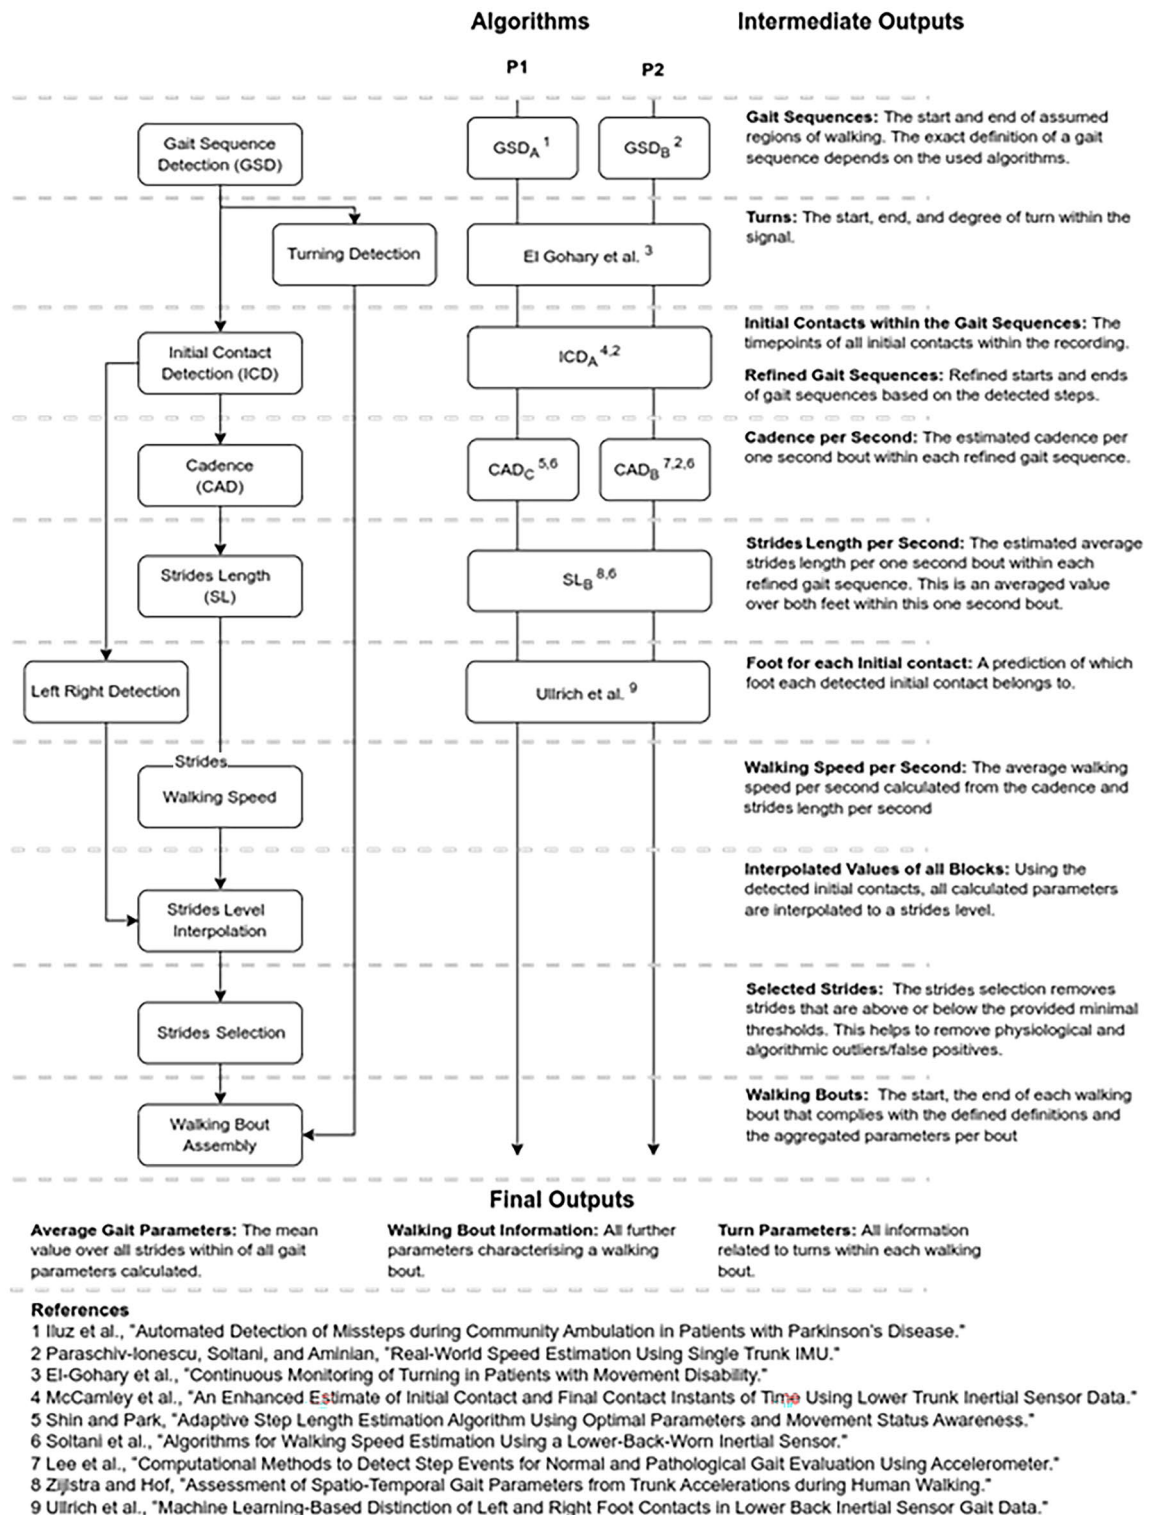 Algorithms
Intermediate Outputs
P1
P2
Gait Sequence
Detection (GSD)
GSDA 1
GSDB 2
Gait Sequences: The start and end of assumed
regions of walking. The exact definition of a gait
sequence depends on the used algorithms.
Turning Detection
El Gohary et al. 3
Turns: The start, end, and degree of turn within the
signal.
Initial Contact
Detection (ICD)
ICDA 4,2
Initial Contacts within the Gait Sequences: The
timepoints of all initial contacts within the recording.
Refined Gait Sequences: Refined starts and ends
of gait sequences based on the detected steps.
Cadence
(CAD)
CADC 5,6
CADB 7,2,6
Cadence per Second: The estimated cadence per
one second bout within each refined gait sequence.
Strides Length
(SL)
SLB 8,6
Strides Length per Second: The estimated average
strides length per one second bout within each
refined gait sequence. This is an averaged value
over both feet within this one second bout.
Left Right Detection
Ullrich et al. 9
Foot for each Initial contact: A prediction of which
foot each detected initial contact belongs to.
Strides
Walking Speed
Walking Speed per Second: The average walking
speed per second calculated from the cadence and
strides length per second
Strides Level
Interpolation
Interpolated Values of all Blocks: Using the
detected initial contacts, all calculated parameters
are interpolated to a strides level.
Strides Selection
Selected Strides: The strides selection removes
strides that are above or below the provided minimal
thresholds. This helps to remove physiological and
algorithmic outliers/false positives.
Walking Bout
Assembly
Walking Bouts: The start, the end of each walking
bout that complies with the defined definitions and
the aggregated parameters per bout
Final Outputs
Average Gait Parameters: The mean
value over all strides within of all gait
parameters calculated.
Walking Bout Information: All further
parameters characterising a walking
bout.
Turn Parameters: All information
related to turns within each walking
bout.
References
1 Iluz et al., "Automated Detection of Missteps during Community Ambulation in Patients with Parkinson's Disease."
2 Paraschiv-Ionescu, Soltani, and Aminian, "Real-World Speed Estimation Using Single Trunk IMU."
3 El-Gohary et al., "Continuous Monitoring of Turning in Patients with Movement Disability."
4 McCamley et al., "An Enhanced Estimate of Initial Contact and Final Contact Instants of Time Using Lower Trunk Inertial Sensor Data."
5 Shin and Park, "Adaptive Step Length Estimation Algorithm Using Optimal Parameters and Movement Status Awareness."
6 Soltani et al., "Algorithms for Walking Speed Estimation Using a Lower-Back-Worn Inertial Sensor."
7 Lee et al., "Computational Methods to Detect Step Events for Normal and Pathological Gait Evaluation Using Accelerometer."
8 Zijlstra and Hof, "Assessment of Spatio-Temporal Gait Parameters from Trunk Accelerations during Human Walking."
9 Ullrich et al., "Machine Learning-Based Distinction of Left and Right Foot Contacts in Lower Back Inertial Sensor Gait Data."